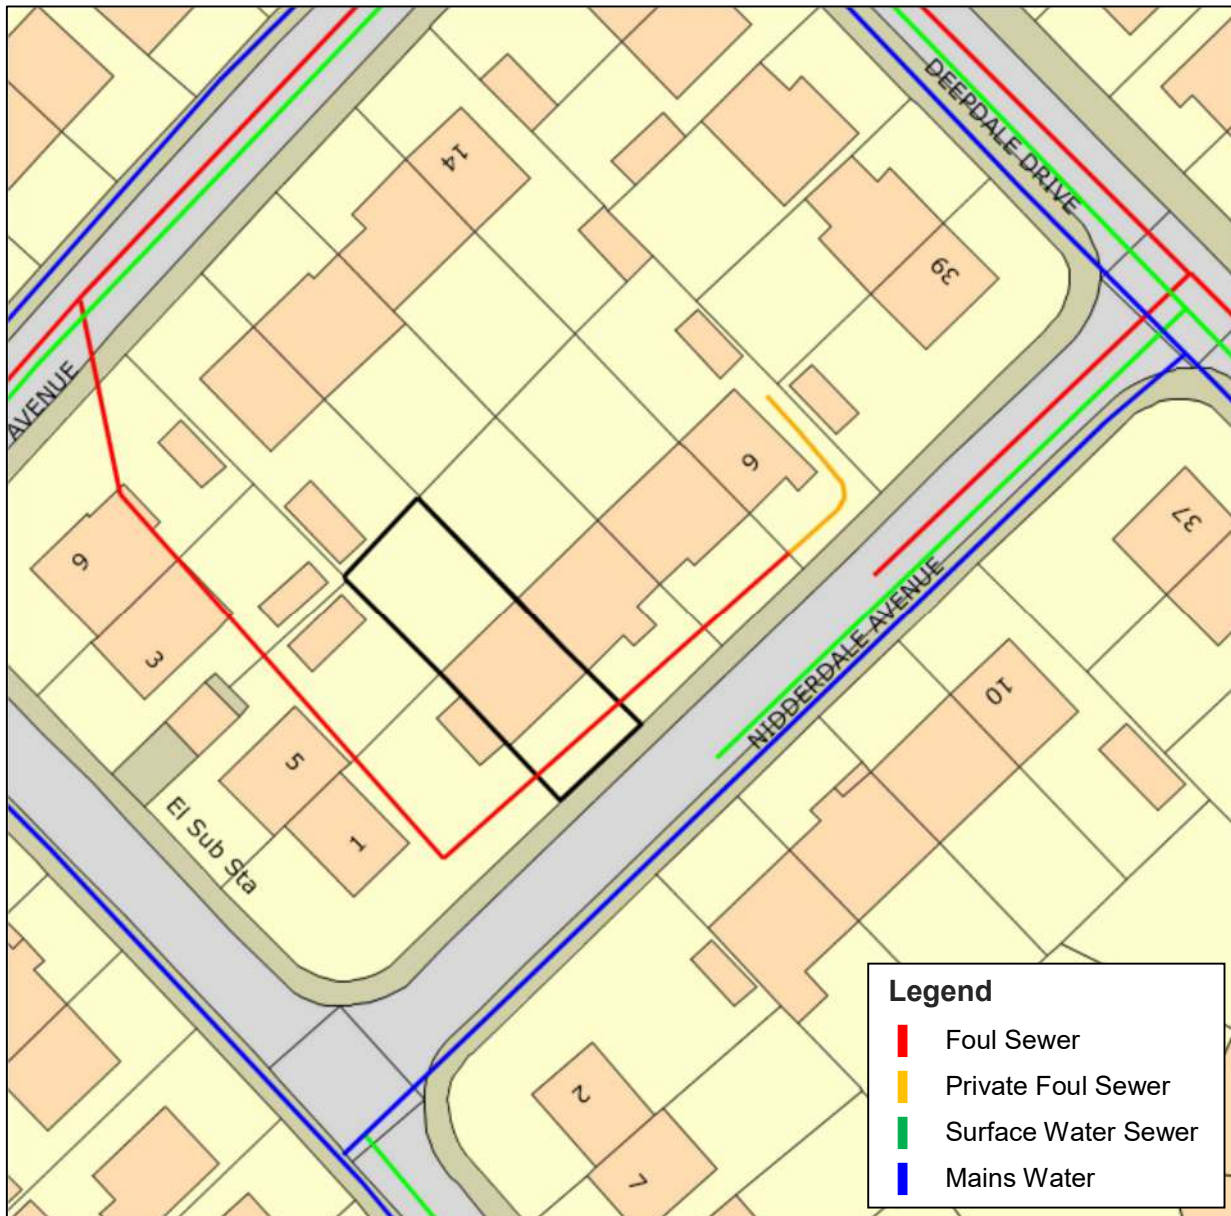 DEEPDALE DRIVE
14
39
AVENUE
9
6
37
3
NIDDERDALE AVENUE
10
5
1
El Sub Sta
2
7
Legend
Foul Sewer
Private Foul Sewer
Surface Water Sewer
Mains Water